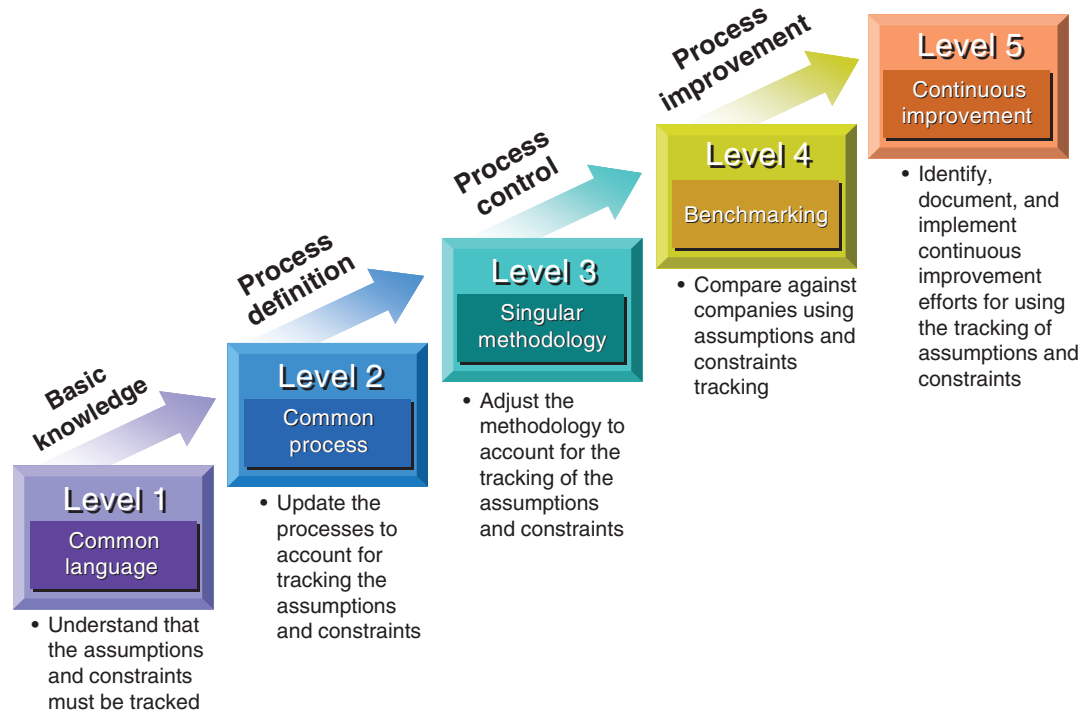 Basic
knowledge
Level 1
Common
language
• Understand that
the assumptions
and constraints
must be tracked
Process
definition
Level 2
Common
process
• Update the
processes to
account for
tracking the
assumptions
and constraints
Process
control
Level 3
Singular
methodology
• Adjust the
methodology to
account for the
tracking of the
assumptions
and constraints
Process
improvement
Level 4
Benchmarking
• Compare against
companies using
assumptions and
constraints
tracking
Level 5
Continuous
improvement
• Identify,
document, and
implement
continuous
improvement
efforts for using
the tracking of
assumptions and
constraints